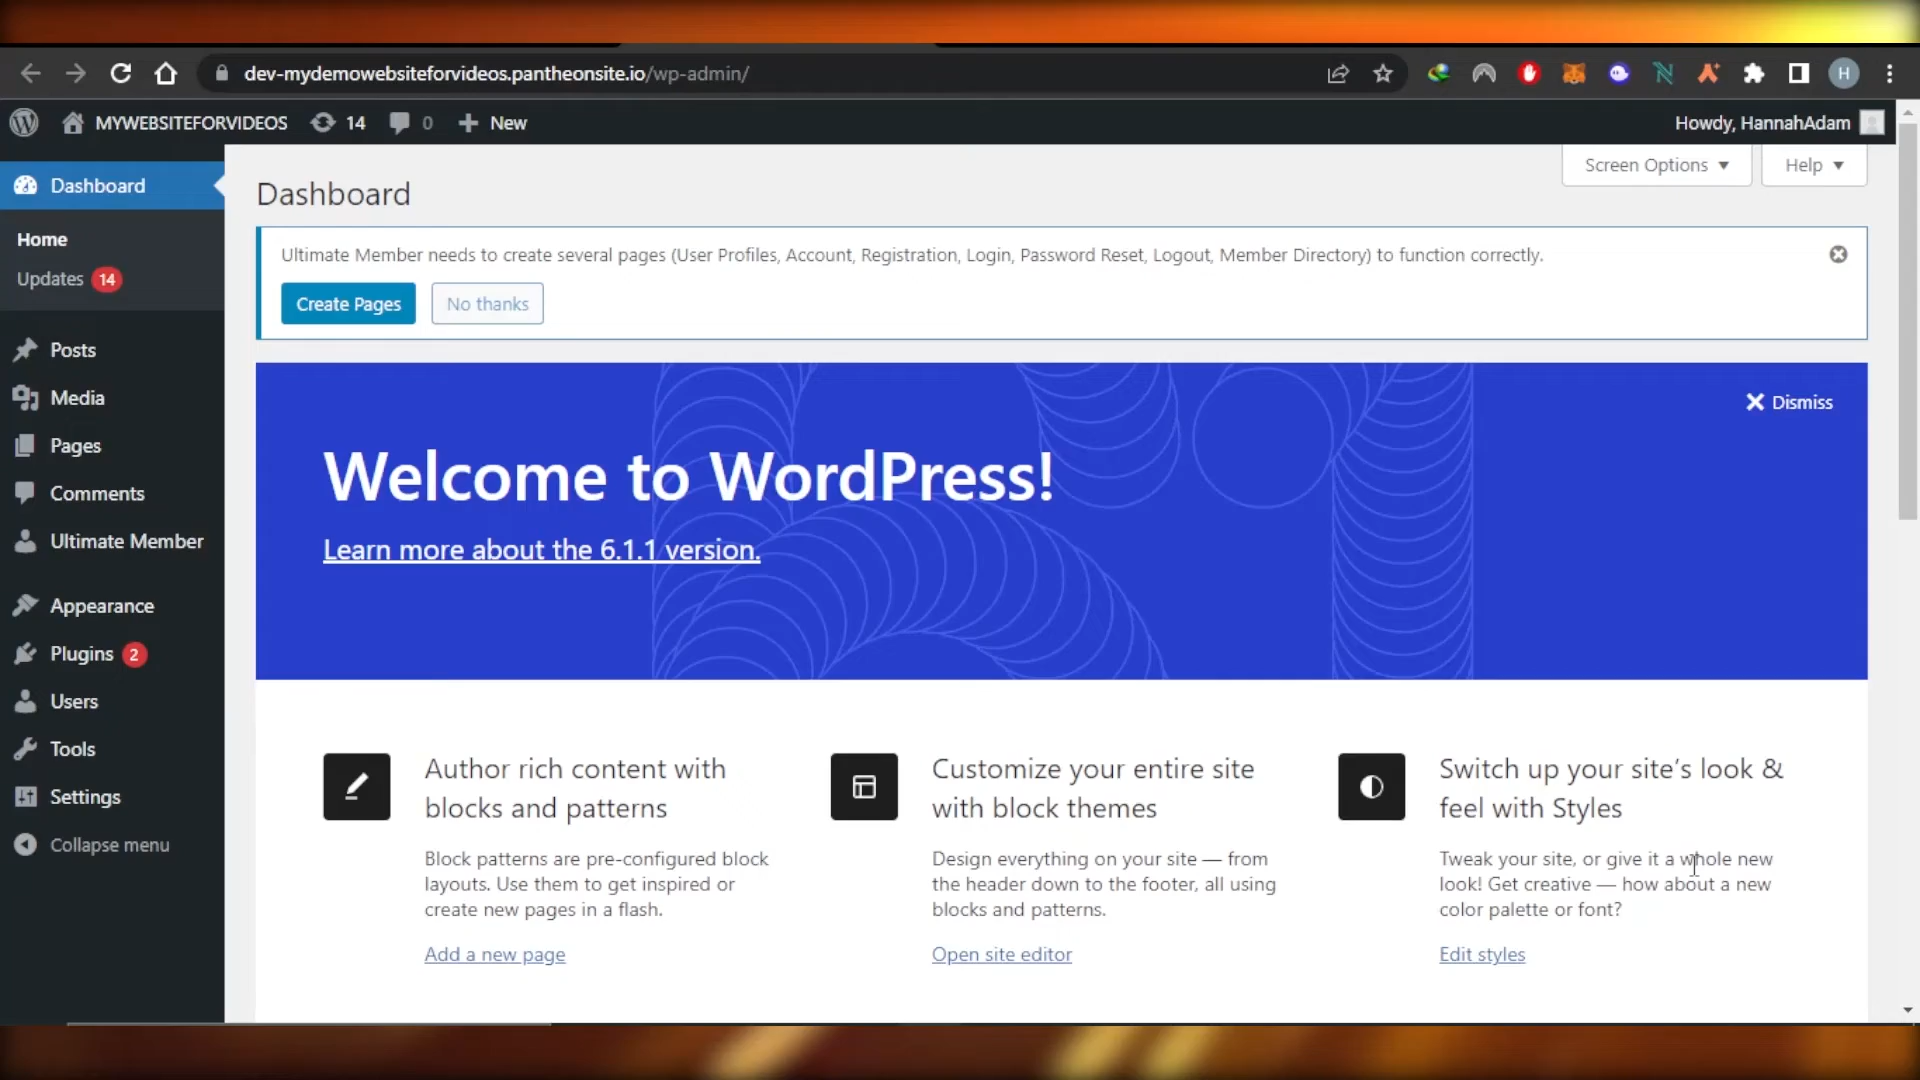 dev-mydemowebsiteforvideos.pantheonsite.io/wp-admin/
H
MYWEBSITEFORVIDEOS 14 0 New Howdy, HannahAdam
Screen Options Help
Dashboard
Home
Updates 14
Posts
Media
Pages
Comments
Ultimate Member
Appearance
Plugins 2
Users
Tools
Settings
Collapse menu
Dashboard
Ultimate Member needs to create several pages (User Profiles, Account, Registration, Login, Password Reset, Logout, Member Directory) to function correctly.
Create Pages No thanks
Dismiss
Welcome to WordPress!
Learn more about the 6.1.1 version.
Author rich content with
blocks and patterns
Block patterns are pre-configured block
layouts. Use them to get inspired or
create new pages in a flash.
Add a new page
Customize your entire site
with block themes
Design everything on your site — from
the header down to the footer, all using
blocks and patterns.
Open site editor
Switch up your site's look &
feel with Styles
Tweak your site, or give it a whole new
look! Get creative — how about a new
color palette or font?
Edit styles